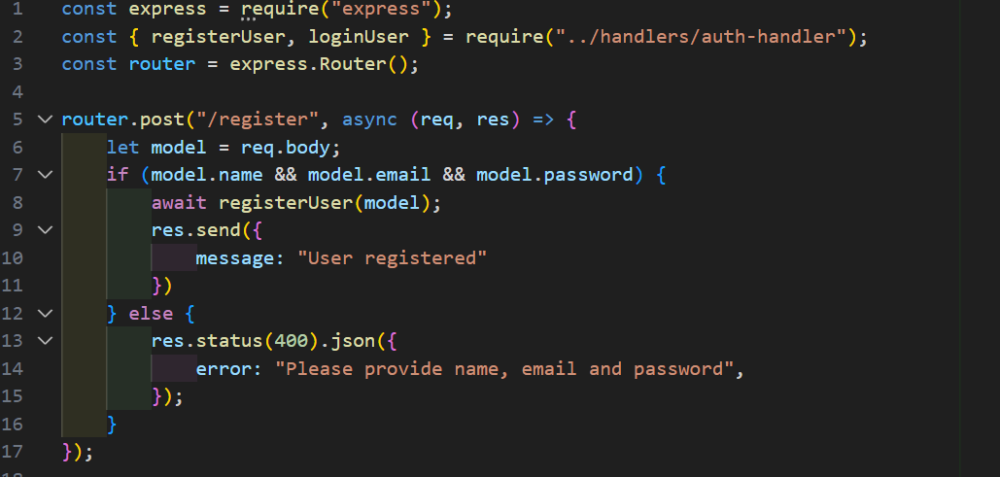 1 const express = require("express");
2 const { registerUser, loginUser } = require("../handlers/auth-handler");
3 const router = express.Router();
4
5 router.post("/register", async (req, res) => {
6 let model = req.body;
7 if (model.name && model.email && model.password) {
8 await registerUser(model);
9 res.send({
10 message: "User registered"
11 })
12 } else {
13 res.status(400).json({
14 error: "Please provide name, email and password",
15 });
16 }
17 });